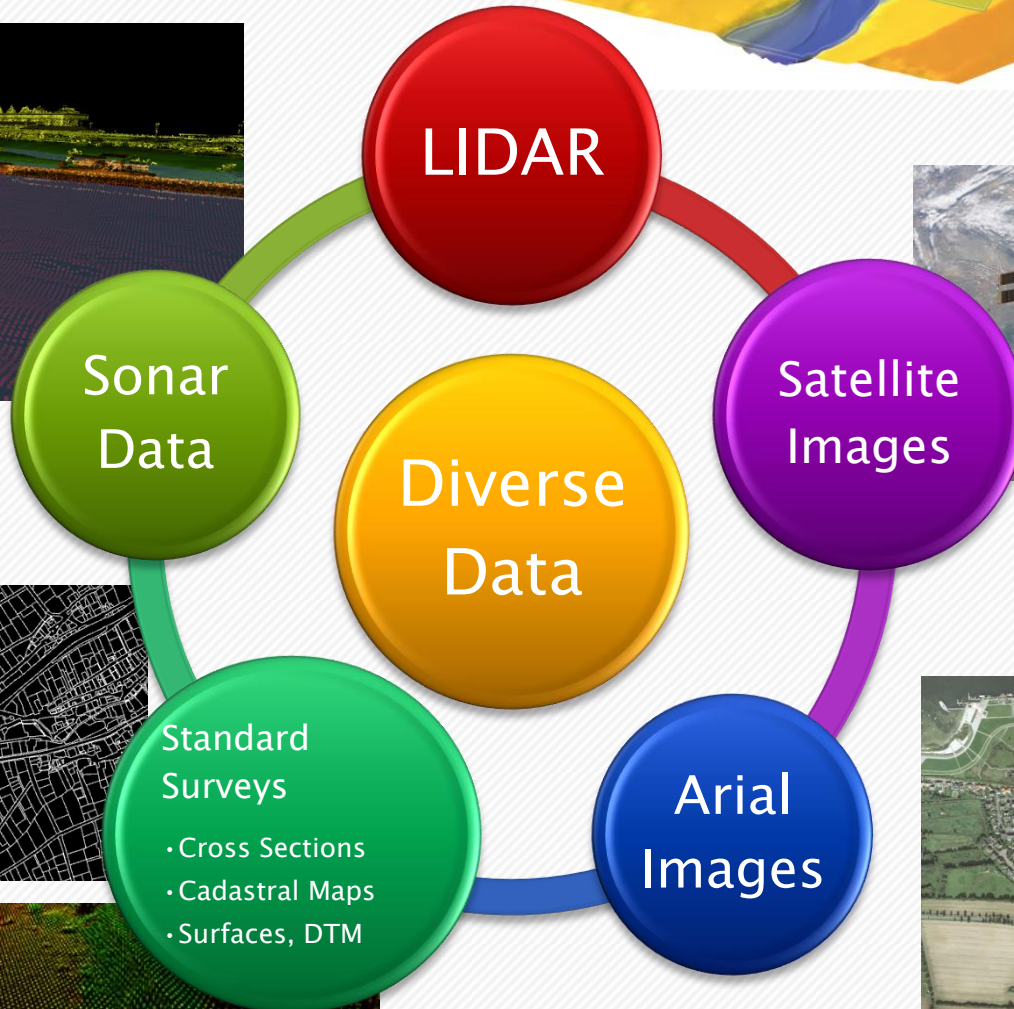 LIDAR
Satellite
Images
Arial
Images
Standard
Surveys
•Cross Sections
•Cadastral Maps
•Surfaces, DTM
Sonar
Data
Diverse
Data